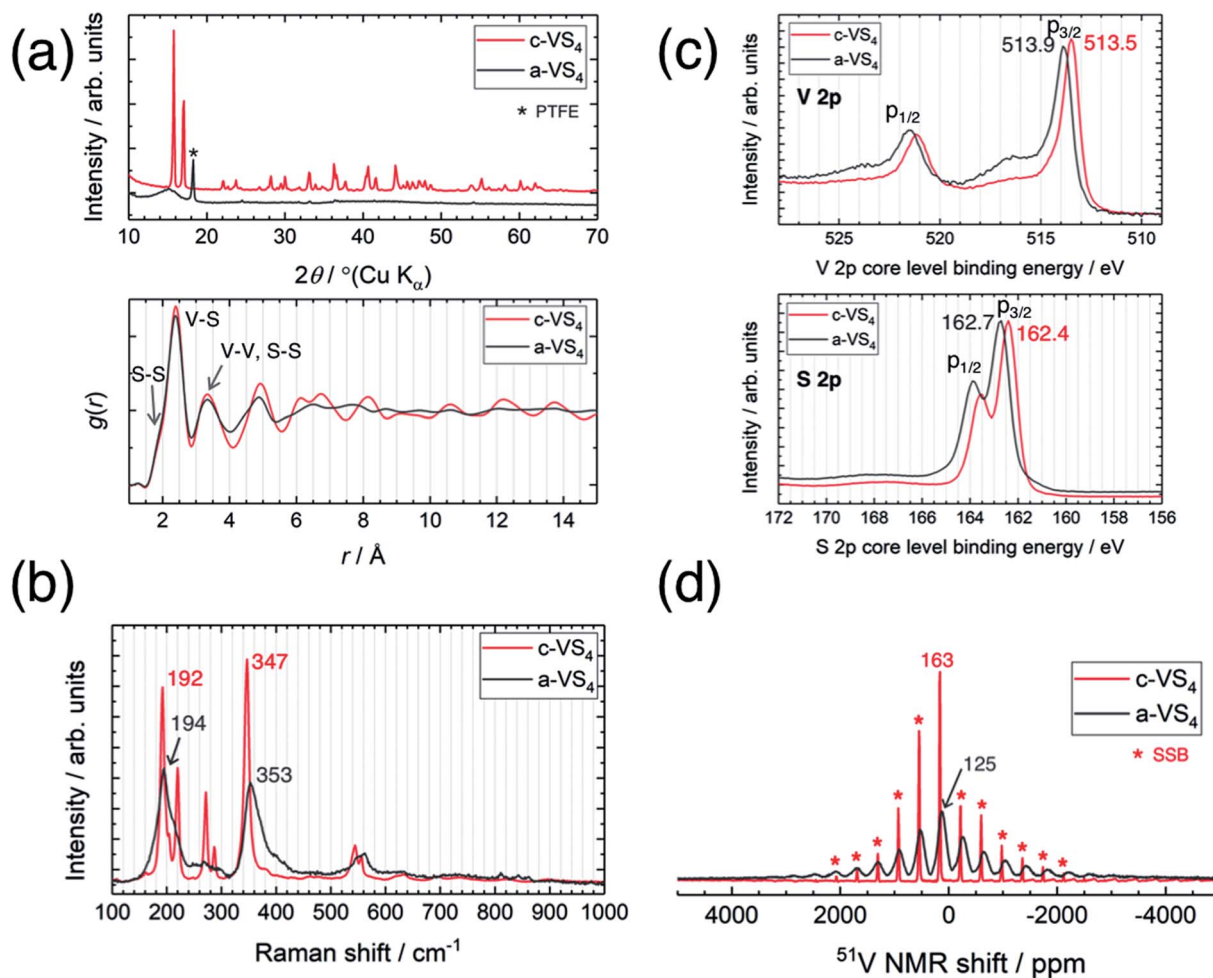 (a)
Intensity / arb. units
c-VS₄
a-VS₄
* PTFE
*
10 20 30 40 50 60 70
2θ / °(Cu Kα)
g(r)
c-VS₄
a-VS₄
S-S
V-S
V-V, S-S
2 4 6 8 10 12 14
r / Å
(b)
Intensity / arb. units
c-VS₄
a-VS₄
192
194
347
353
100 200 300 400 500 600 700 800 900 1000
Raman shift / cm⁻¹
(c)
Intensity / arb. units
c-VS₄
a-VS₄
V 2p
p₁/₂
p₃/₂
513.9
513.5
525 520 515 510
V 2p core level binding energy / eV
Intensity / arb. units
c-VS₄
a-VS₄
S 2p
p₁/₂
p₃/₂
162.7
162.4
172 170 168 166 164 162 160 158 156
S 2p core level binding energy / eV
(d)
163
125
c-VS₄
a-VS₄
* SSB
* * * * * * * * * * *
4000 2000 0 -2000 -4000
⁵¹V NMR shift / ppm